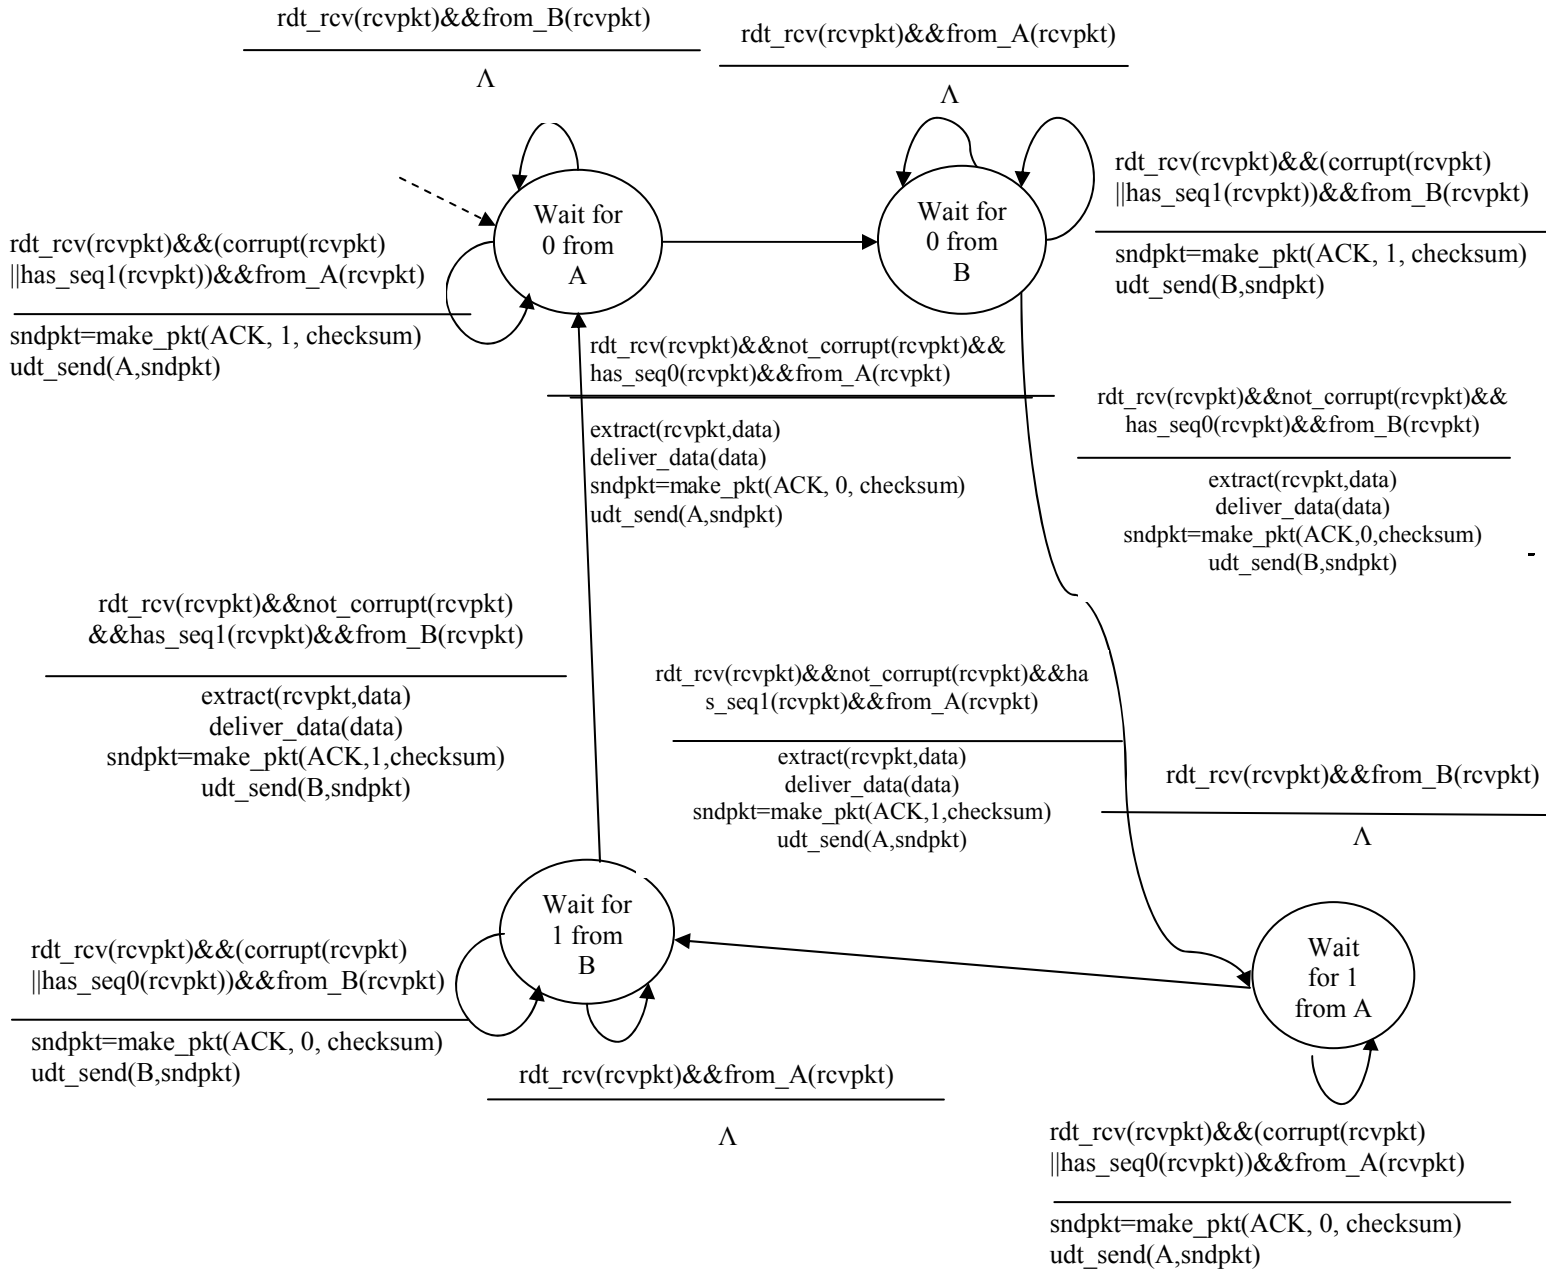 rdt_rcv(rcvpkt)&&from_B(rcvpkt)
Λ
rdt_rcv(rcvpkt)&&from_A(rcvpkt)
Λ
rdt_rcv(rcvpkt)&&(corrupt(rcvpkt)
||has_seq1(rcvpkt))&&from_B(rcvpkt)
sndpkt=make_pkt(ACK, 1, checksum)
udt_send(B,sndpkt)
Wait for
0 from
A
Wait for
0 from
B
rdt_rcv(rcvpkt)&&(corrupt(rcvpkt)
||has_seq1(rcvpkt))&&from_A(rcvpkt)
sndpkt=make_pkt(ACK, 1, checksum)
udt_send(A,sndpkt)
rdt_rcv(rcvpkt)&&not_corrupt(rcvpkt)&&
has_seq0(rcvpkt)&&from_A(rcvpkt)
extract(rcvpkt,data)
deliver_data(data)
sndpkt=make_pkt(ACK, 0, checksum)
udt_send(A,sndpkt)
rdt_rcv(rcvpkt)&&not_corrupt(rcvpkt)&&
has_seq0(rcvpkt)&&from_B(rcvpkt)
extract(rcvpkt,data)
deliver_data(data)
sndpkt=make_pkt(ACK,0,checksum)
udt_send(B,sndpkt)
rdt_rcv(rcvpkt)&&not_corrupt(rcvpkt)
&&has_seq1(rcvpkt)&&from_B(rcvpkt)
extract(rcvpkt,data)
deliver_data(data)
sndpkt=make_pkt(ACK,1,checksum)
udt_send(B,sndpkt)
rdt_rcv(rcvpkt)&&not_corrupt(rcvpkt)&&ha
s_seq1(rcvpkt)&&from_A(rcvpkt)
extract(rcvpkt,data)
deliver_data(data)
sndpkt=make_pkt(ACK,1,checksum)
udt_send(A,sndpkt)
rdt_rcv(rcvpkt)&&from_B(rcvpkt)
Λ
Wait for
1 from
B
Wait
for 1
from A
rdt_rcv(rcvpkt)&&(corrupt(rcvpkt)
||has_seq0(rcvpkt))&&from_B(rcvpkt)
sndpkt=make_pkt(ACK, 0, checksum)
udt_send(B,sndpkt)
rdt_rcv(rcvpkt)&&from_A(rcvpkt)
Λ
rdt_rcv(rcvpkt)&&(corrupt(rcvpkt)
||has_seq0(rcvpkt))&&from_A(rcvpkt)
sndpkt=make_pkt(ACK, 0, checksum)
udt_send(A,sndpkt)